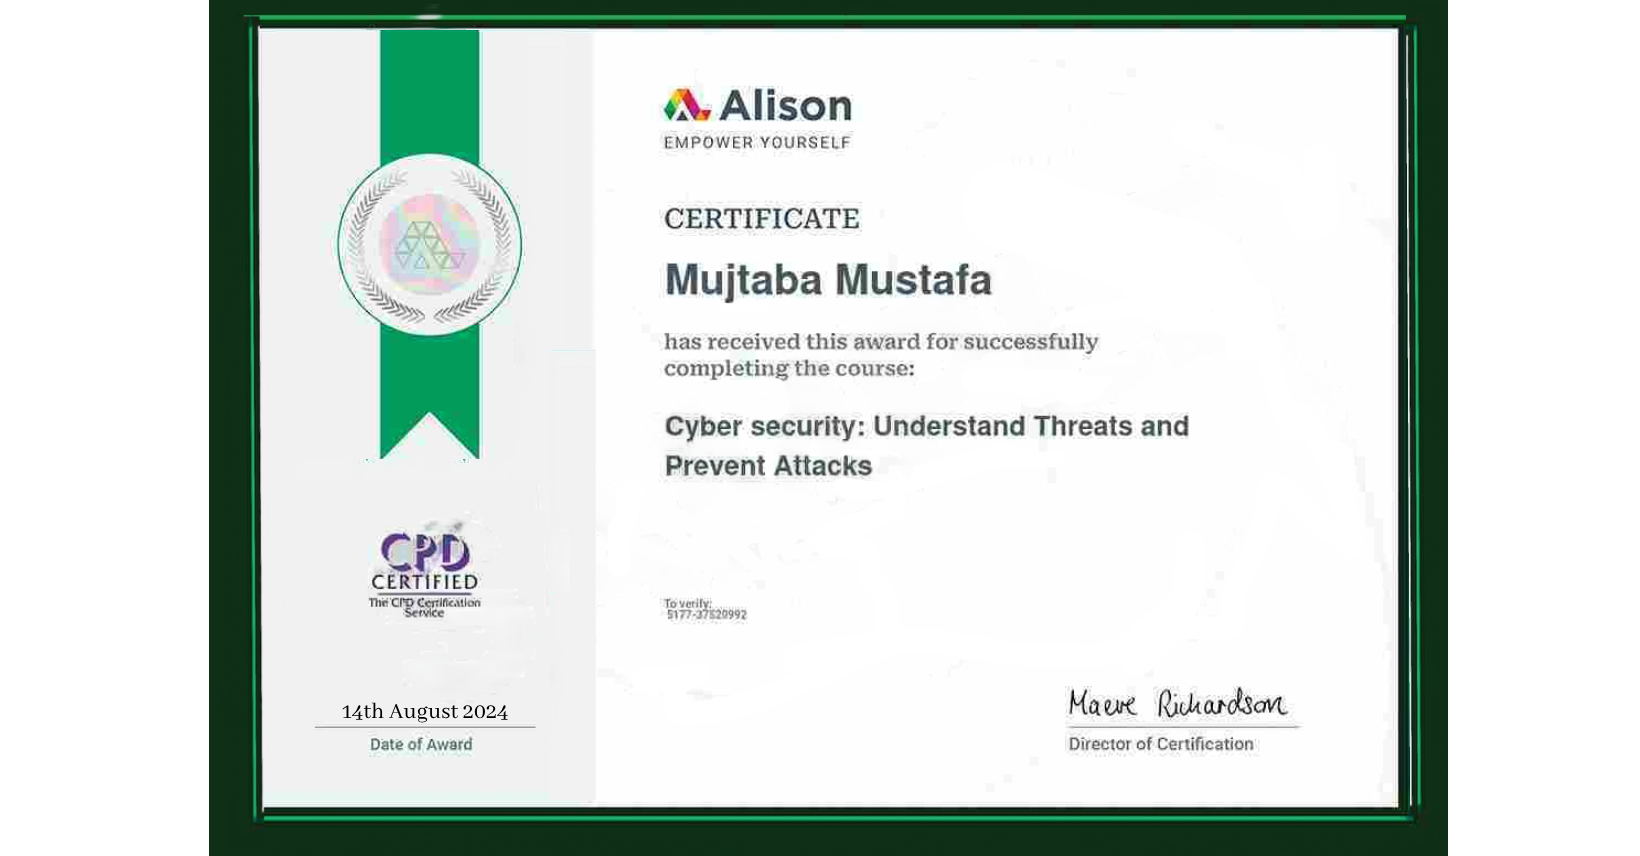 Alison
EMPOWER YOURSELF
CERTIFICATE
Mujtaba Mustafa
has received this award for successfully
completing the course:
Cyber security: Understand Threats and
Prevent Attacks
CPD
CERTIFIED
The CPD Certification
Service
To verify:
5177-37520992
14th August 2024
Date of Award
Maeve Richardson
Director of Certification